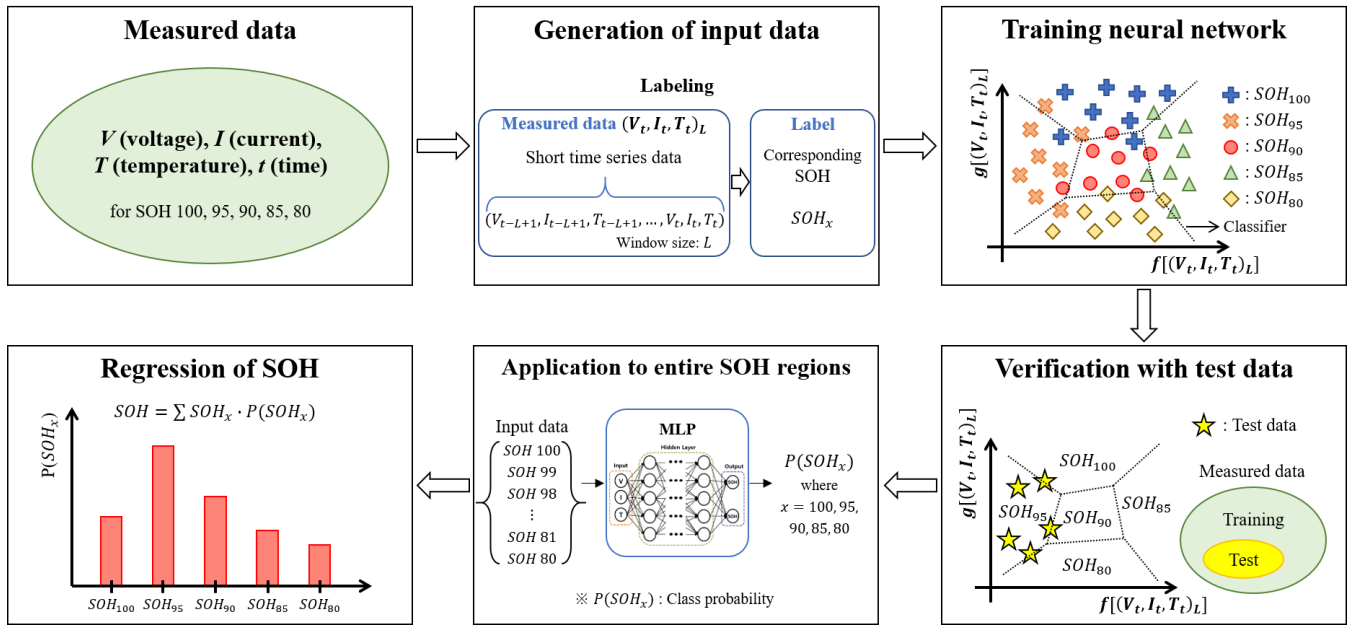 Measured data
V (voltage), I (current),
T (temperature), t (time)
for SOH 100, 95, 90, 85, 80
Generation of input data
Labeling
Measured data (V_t, I_t, T_t)_L
Short time series data
(V_{t−L+1}, I_{t−L+1}, T_{t−L+1}, …, V_t, I_t, T_t)
Window size: L
Label
Corresponding
SOH
SOH_x
Training neural network
g[(V_t, I_t, T_t)_L]
: SOH_100
: SOH_95
: SOH_90
: SOH_85
: SOH_80
Classifier
f[(V_t, I_t, T_t)_L]
Regression of SOH
SOH = ∑ SOH_x · P(SOH_x)
P(SOH_x)
SOH_100 SOH_95 SOH_90 SOH_85 SOH_80
Application to entire SOH regions
Input data
SOH 100
SOH 99
SOH 98
⋮
SOH 81
SOH 80
MLP
Hidden Layer
Input
Output
V
I
T
SOH
SOH
P(SOH_x)
where
x = 100, 95,
90, 85, 80
※ P(SOH_x) : Class probability
Verification with test data
: Test data
g[(V_t, I_t, T_t)_L]
SOH_100
SOH_95
SOH_90
SOH_85
SOH_80
f[(V_t, I_t, T_t)_L]
Measured data
Training
Test